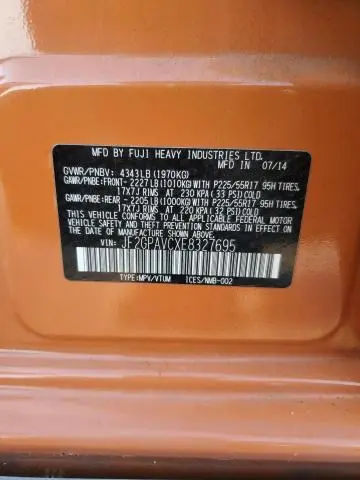 MFD BY FUJI HEAVY INDUSTRIES LTD.
MFD IN 07/14
GVWR/PNBV: 4343LB (1970KG)
GAWR/PNBE:FRONT- 2227LB(1010KG)WITH P225/55R17 95H TIRES,
17X7J RIMS AT 230 KPA( 33 PSI)COLD
GAWR/PNBE:REAR - 2205LB(1000KG)WITH P225/55R17 95H TIRES,
17X7J RIMS AT 220 KPA( 32 PSI)COLD
THIS VEHICLE CONFORMS TO ALL APPLICABLE FEDERAL MOTOR VEHICLE
SAFETY AND THEFT PREVENTION STANDARDS IN EFFECT ON THE DATE OF
MANUFACTURE SHOWN ABOVE.
VIN: JF2GPAVCXE8327695
TYPE:MPV/VTUM ICES/NMB-002